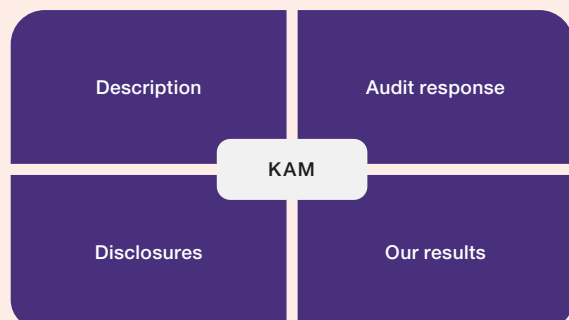 Description
Audit response
KAM
Disclosures
Our results